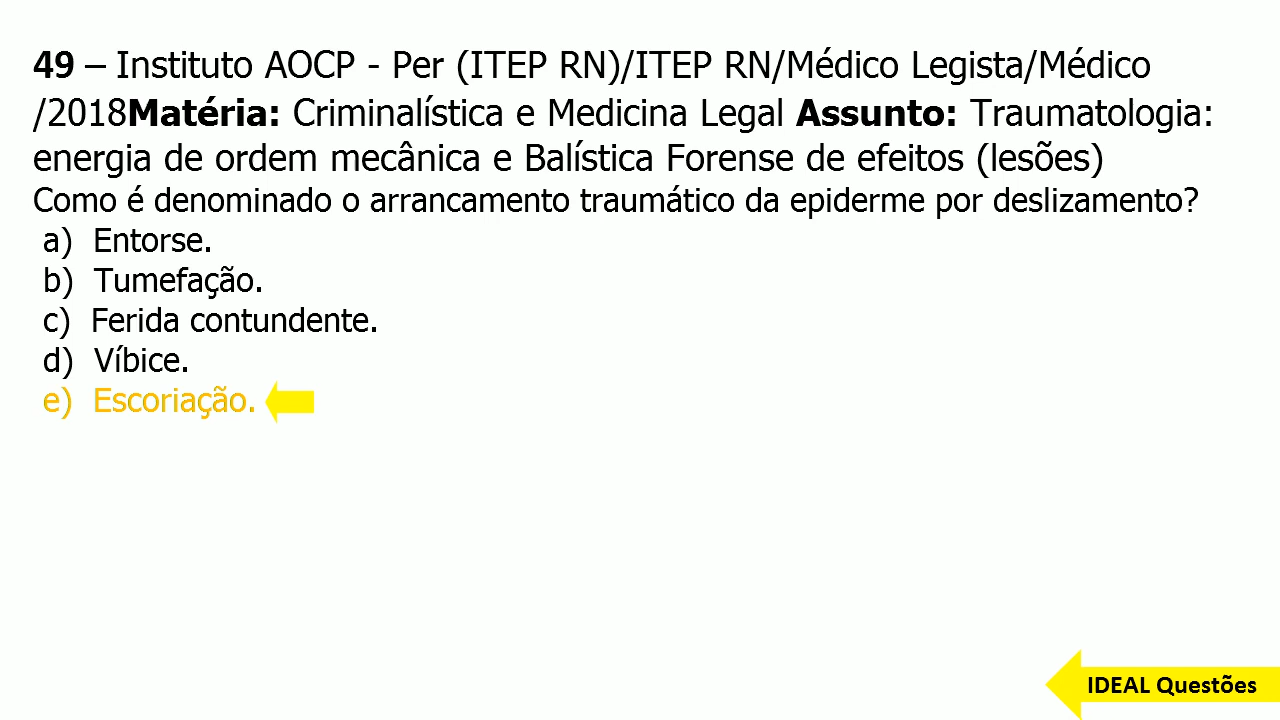 49 – Instituto AOCP - Per (ITEP RN)/ITEP RN/Médico Legista/Médico
/2018Matéria: Criminalística e Medicina Legal Assunto: Traumatologia:
energia de ordem mecânica e Balística Forense de efeitos (lesões)
Como é denominado o arrancamento traumático da epiderme por deslizamento?
a) Entorse.
b) Tumefação.
c) Ferida contundente.
d) Víbice.
e) Escoriação.
IDEAL Questões